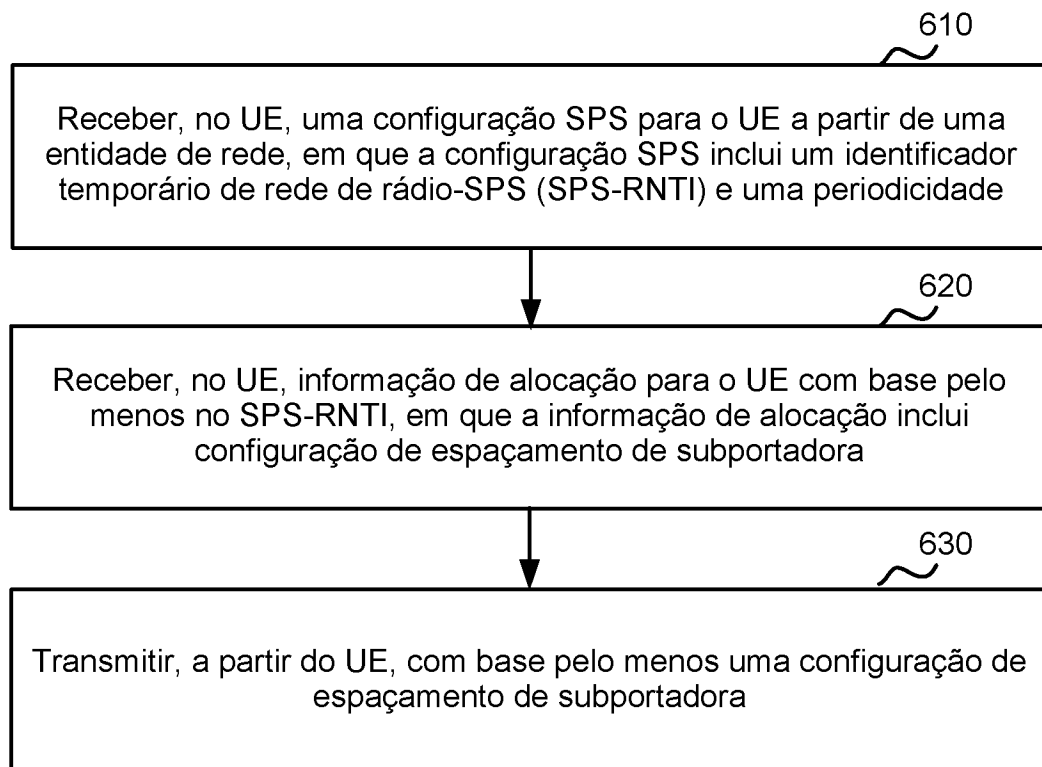 610
Receber, no UE, uma configuração SPS para o UE a partir de uma
entidade de rede, em que a configuração SPS inclui um identificador
temporário de rede de rádio-SPS (SPS-RNTI) e uma periodicidade
620
Receber, no UE, informação de alocação para o UE com base pelo
menos no SPS-RNTI, em que a informação de alocação inclui
configuração de espaçamento de subportadora
630
Transmitir, a partir do UE, com base pelo menos uma configuração de
espaçamento de subportadora